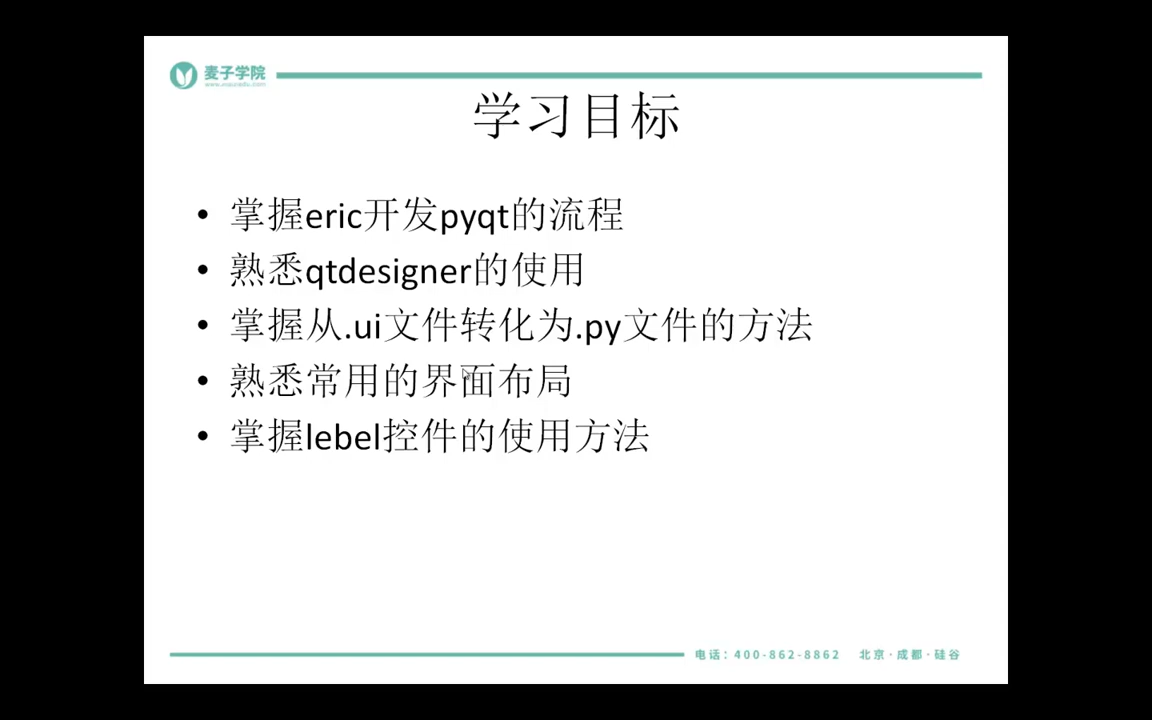 麦子学院
学习目标
• 掌握eric开发pyqt的流程
• 熟悉qtdesigner的使用
• 掌握从.ui文件转化为.py文件的方法
• 熟悉常用的界面布局
• 掌握lebel控件的使用方法
电话：400-862-8862 北京·成都·硅谷